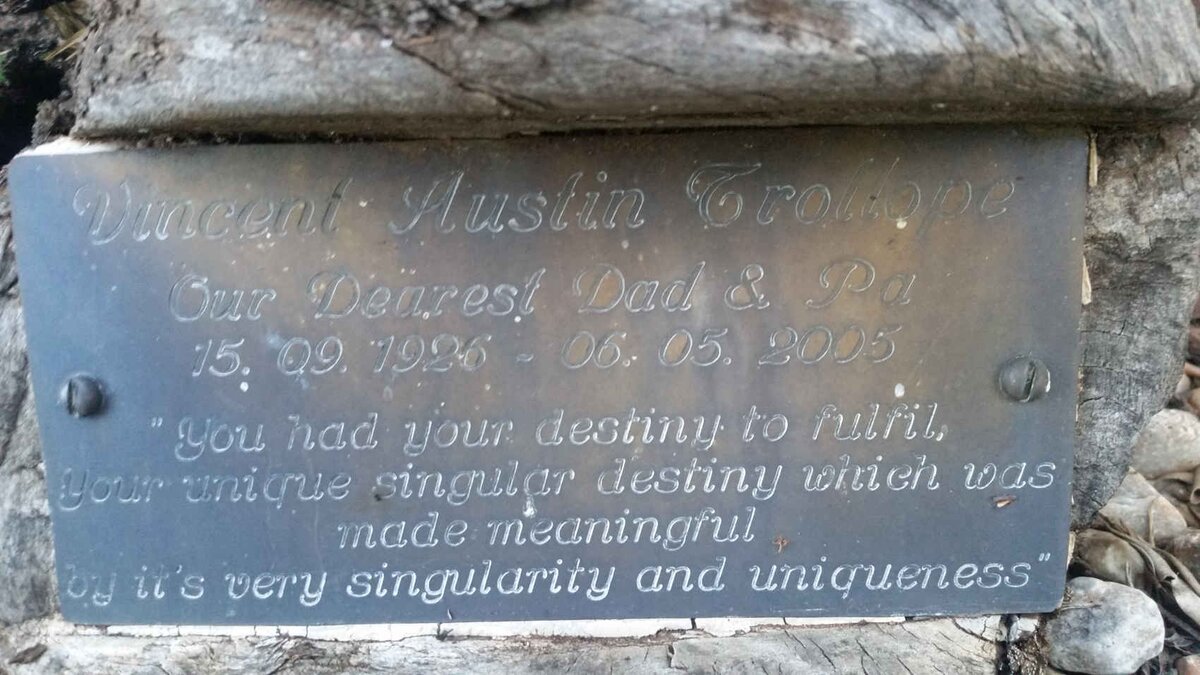 Vincent Austin Trollope
Our Dearest Dad & Pa
15. 09. 1926 - 06. 05. 2005
"You had your destiny to fulfil,
Your unique singular destiny which was
made meaningful
by it's very singularity and uniqueness"